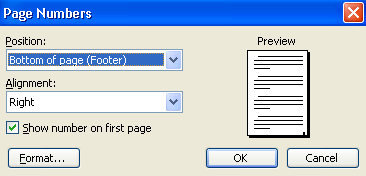 Page Numbers
Position:
Bottom of page (Footer)
Alignment:
Right
Show number on first page
Preview
Format...
OK
Cancel